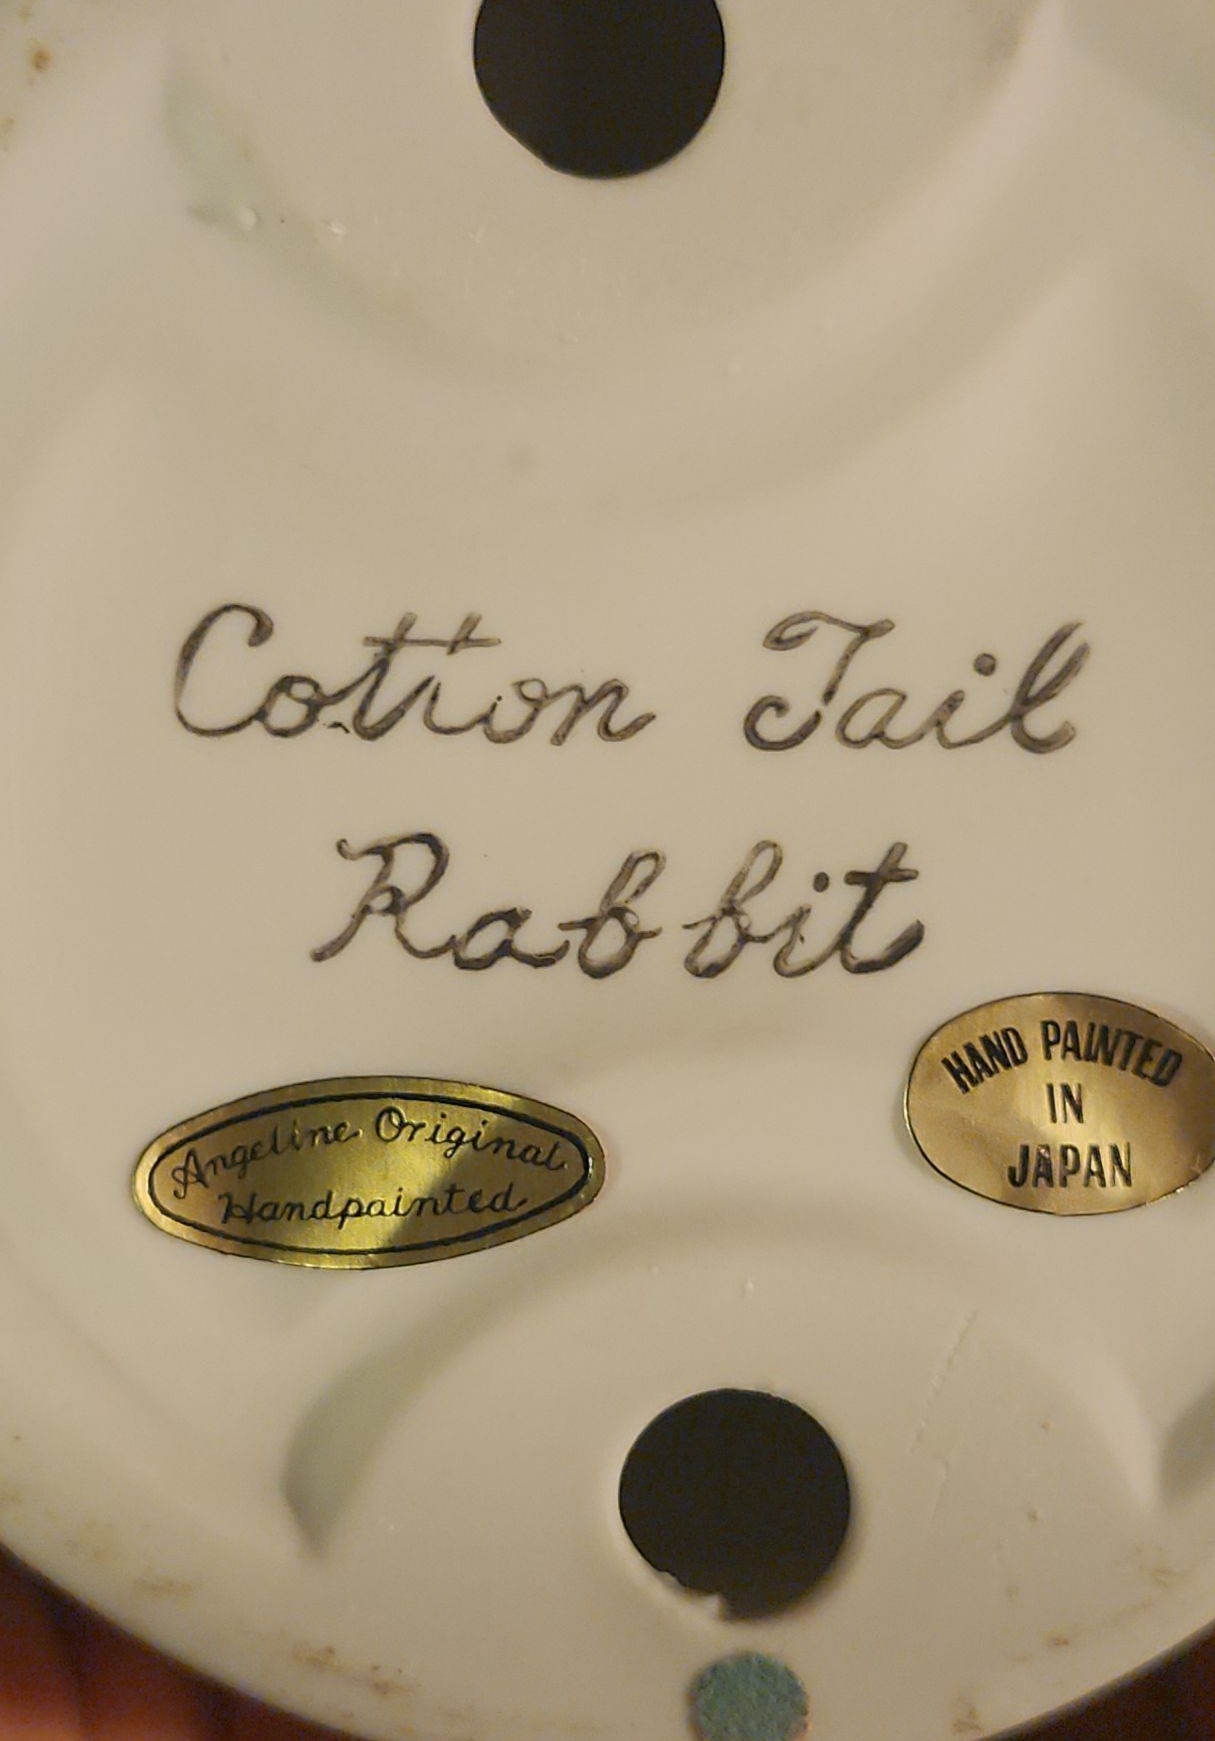 Cotton Tail
Rabbit
Angeline Original
Handpainted
HAND PAINTED
IN
JAPAN